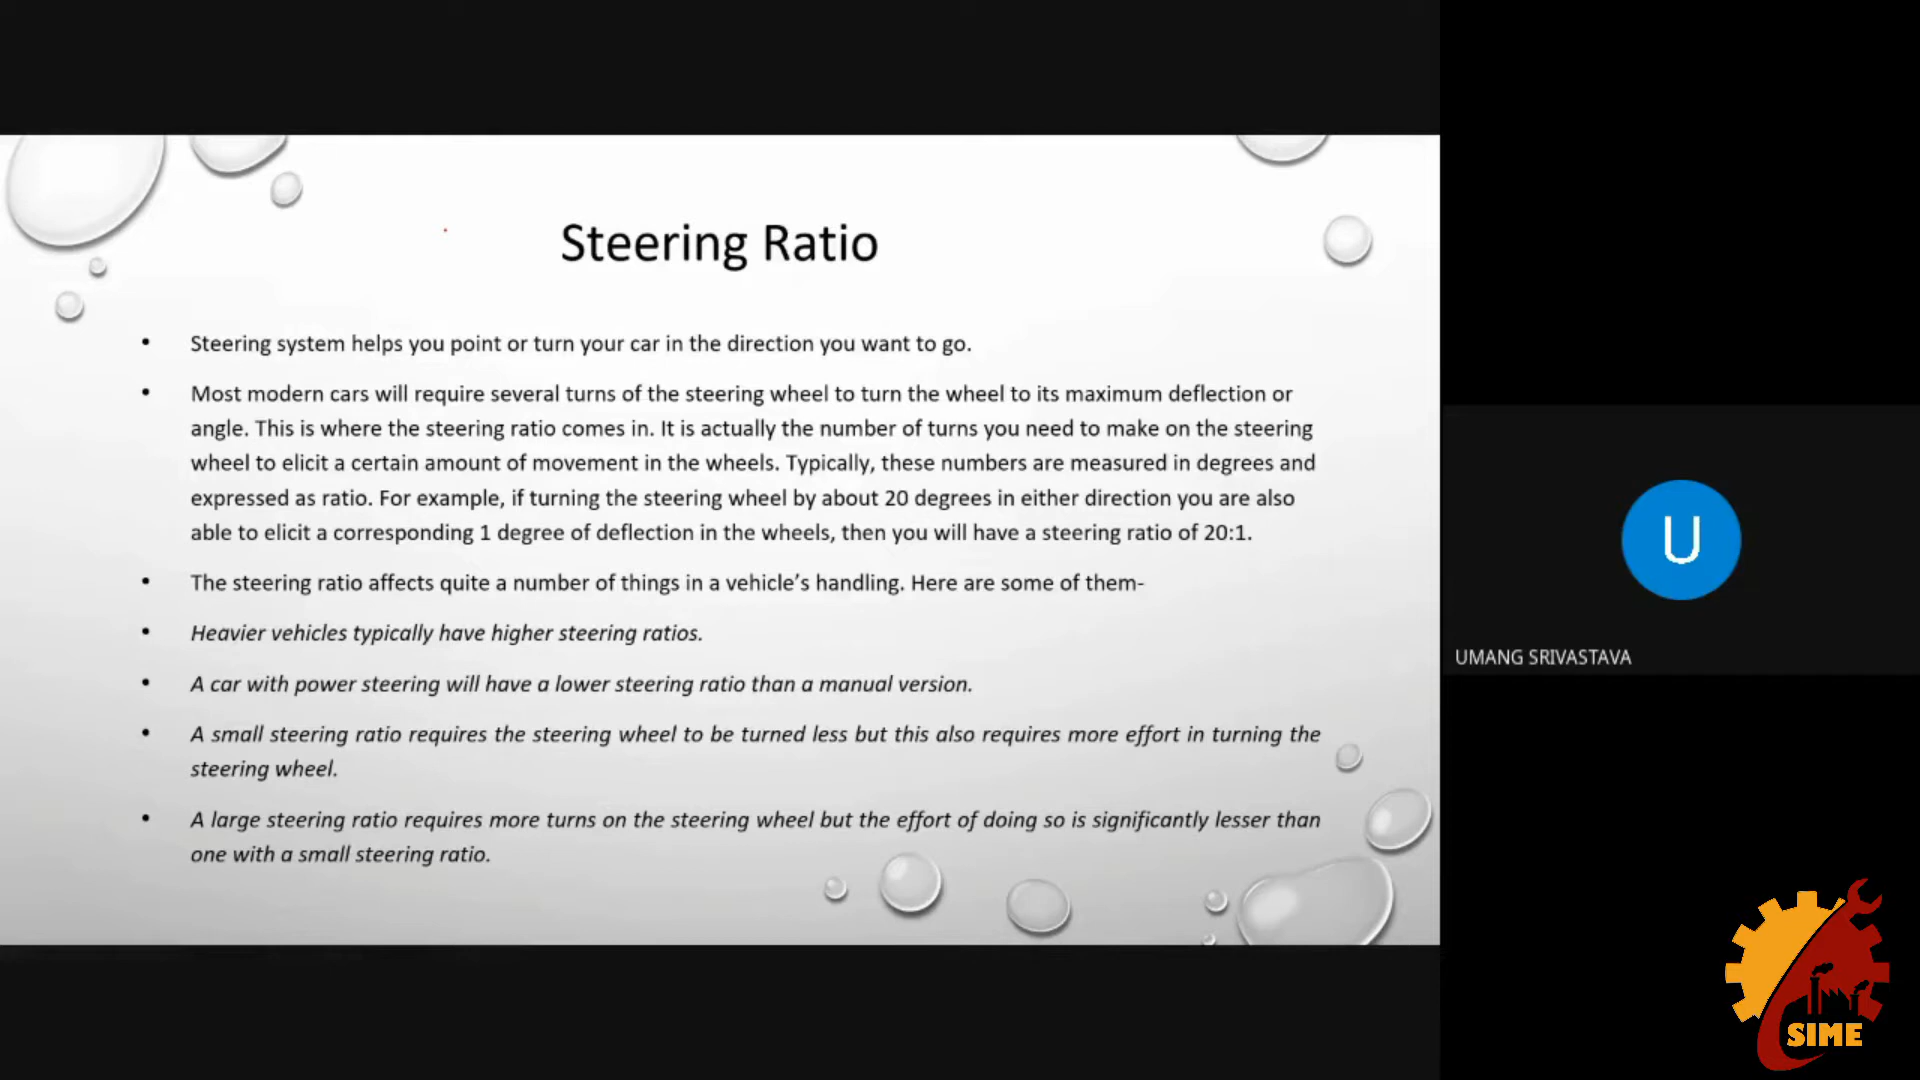 Steering Ratio
• Steering system helps you point or turn your car in the direction you want to go.
• Most modern cars will require several turns of the steering wheel to turn the wheel to its maximum deflection or
angle. This is where the steering ratio comes in. It is actually the number of turns you need to make on the steering
wheel to elicit a certain amount of movement in the wheels. Typically, these numbers are measured in degrees and
expressed as ratio. For example, if turning the steering wheel by about 20 degrees in either direction you are also
able to elicit a corresponding 1 degree of deflection in the wheels, then you will have a steering ratio of 20:1.
• The steering ratio affects quite a number of things in a vehicle’s handling. Here are some of them-
• Heavier vehicles typically have higher steering ratios.
• A car with power steering will have a lower steering ratio than a manual version.
• A small steering ratio requires the steering wheel to be turned less but this also requires more effort in turning the
steering wheel.
• A large steering ratio requires more turns on the steering wheel but the effort of doing so is significantly lesser than
one with a small steering ratio.
U
UMANG SRIVASTAVA
SIME